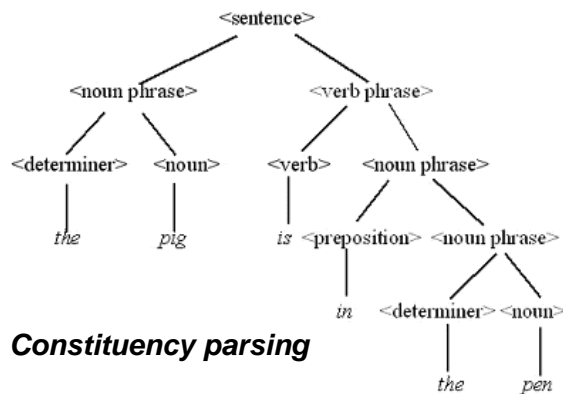 <sentence>
<noun phrase> <verb phrase>
<determiner> <noun> <verb> <noun phrase>
the pig is <preposition> <noun phrase>
in <determiner> <noun>
Constituency parsing
the pen